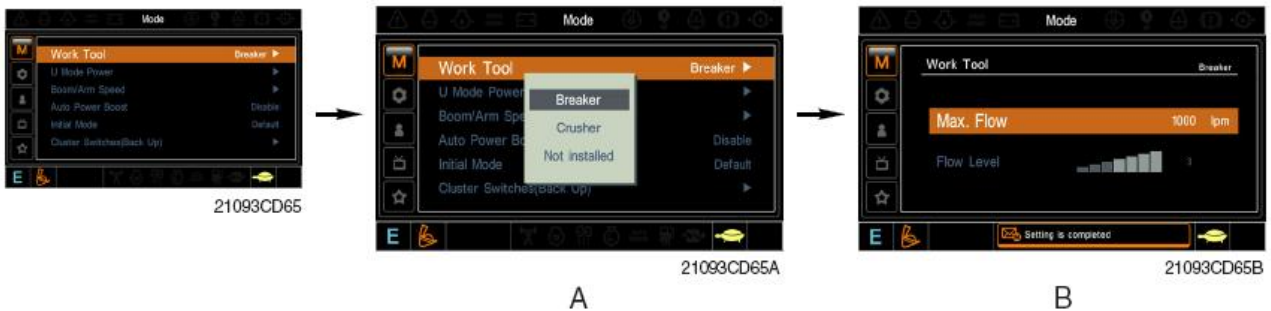 Mode
M
Work Tool Breaker
U Mode Power
Boom/Arm Speed
Auto Power Boost Disable
Initial Mode Default
Cluster Switches(Back Up)
E
21093CD65
Mode
M
Work Tool Breaker
U Mode Power
Boom/Arm Spe
Auto Power Bo Disable
Initial Mode Default
Cluster Switches(Back Up)
Breaker
Crusher
Not installed
E
21093CD65A
A
Mode
M
Work Tool Breaker
Max. Flow 1000 lpm
Flow Level 3
E
Setting is completed
21093CD65B
B